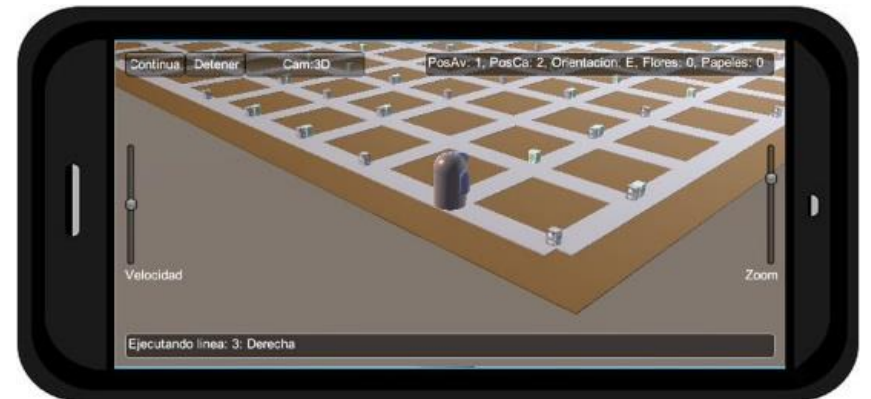 Continua Detener Cam:3D PosAv: 1, PosCa: 2, Orientacion: E, Flores: 0, Papeles: 0
Velocidad Zoom
Ejecutando linea: 3: Derecha